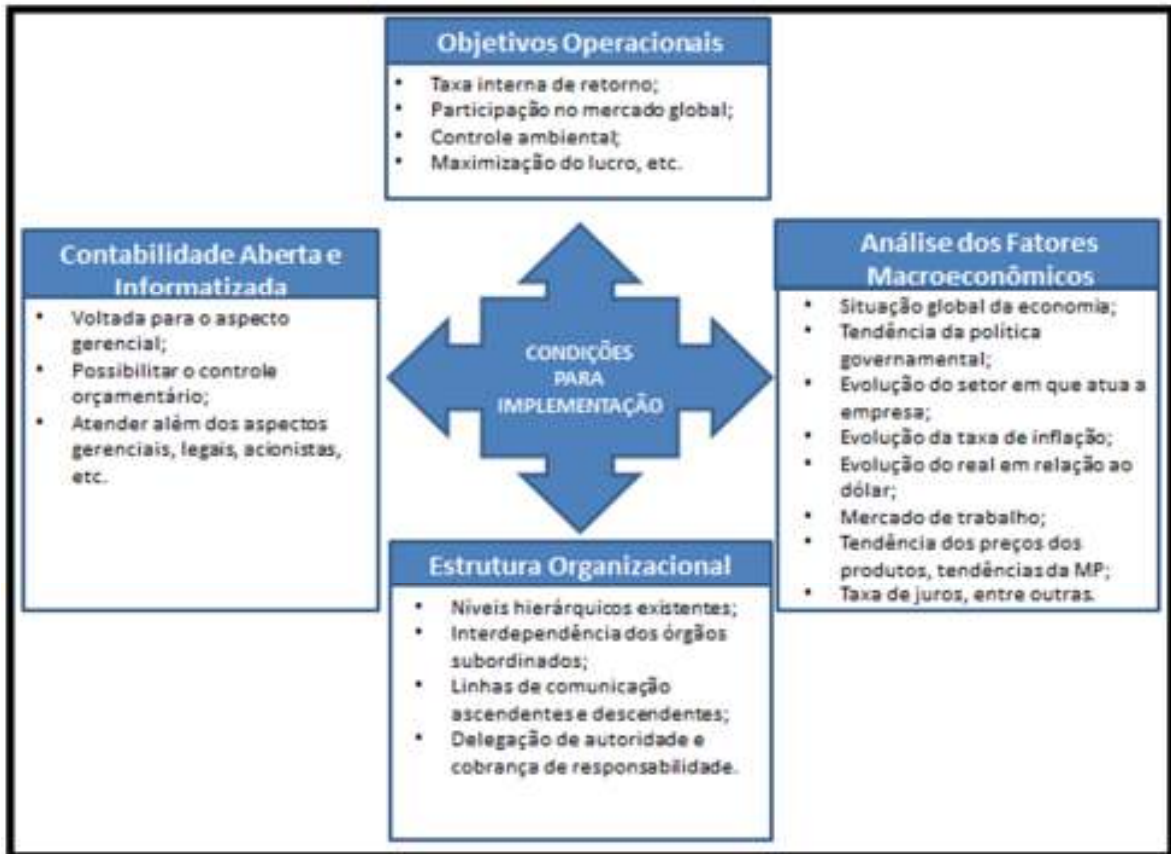 Objetivos Operacionais
• Taxa interna de retorno;
• Participação no mercado global;
• Controle ambiental;
• Maximização do lucro, etc.
Contabilidade Aberta e
Informatizada
• Voltada para o aspecto
gerencial;
• Possibilitar o controle
orçamentário;
• Atender além dos aspectos
gerenciais, legais, acionistas,
etc.
CONDIÇÕES
PARA
IMPLEMENTAÇÃO
Análise dos Fatores
Macroeconômicos
• Situação global da economia;
• Tendência da política
governamental;
• Evolução do setor em que atua a
empresa;
• Evolução da taxa de inflação;
• Evolução do real em relação ao
dólar;
• Mercado de trabalho;
• Tendência dos preços dos
produtos, tendências da MP;
• Taxa de juros, entre outras.
Estrutura Organizacional
• Níveis hierárquicos existentes;
• Interdependência dos órgãos
subordinados;
• Linhas de comunicação
ascendentes e descendentes;
• Delegação de autoridade e
cobrança de responsabilidade.